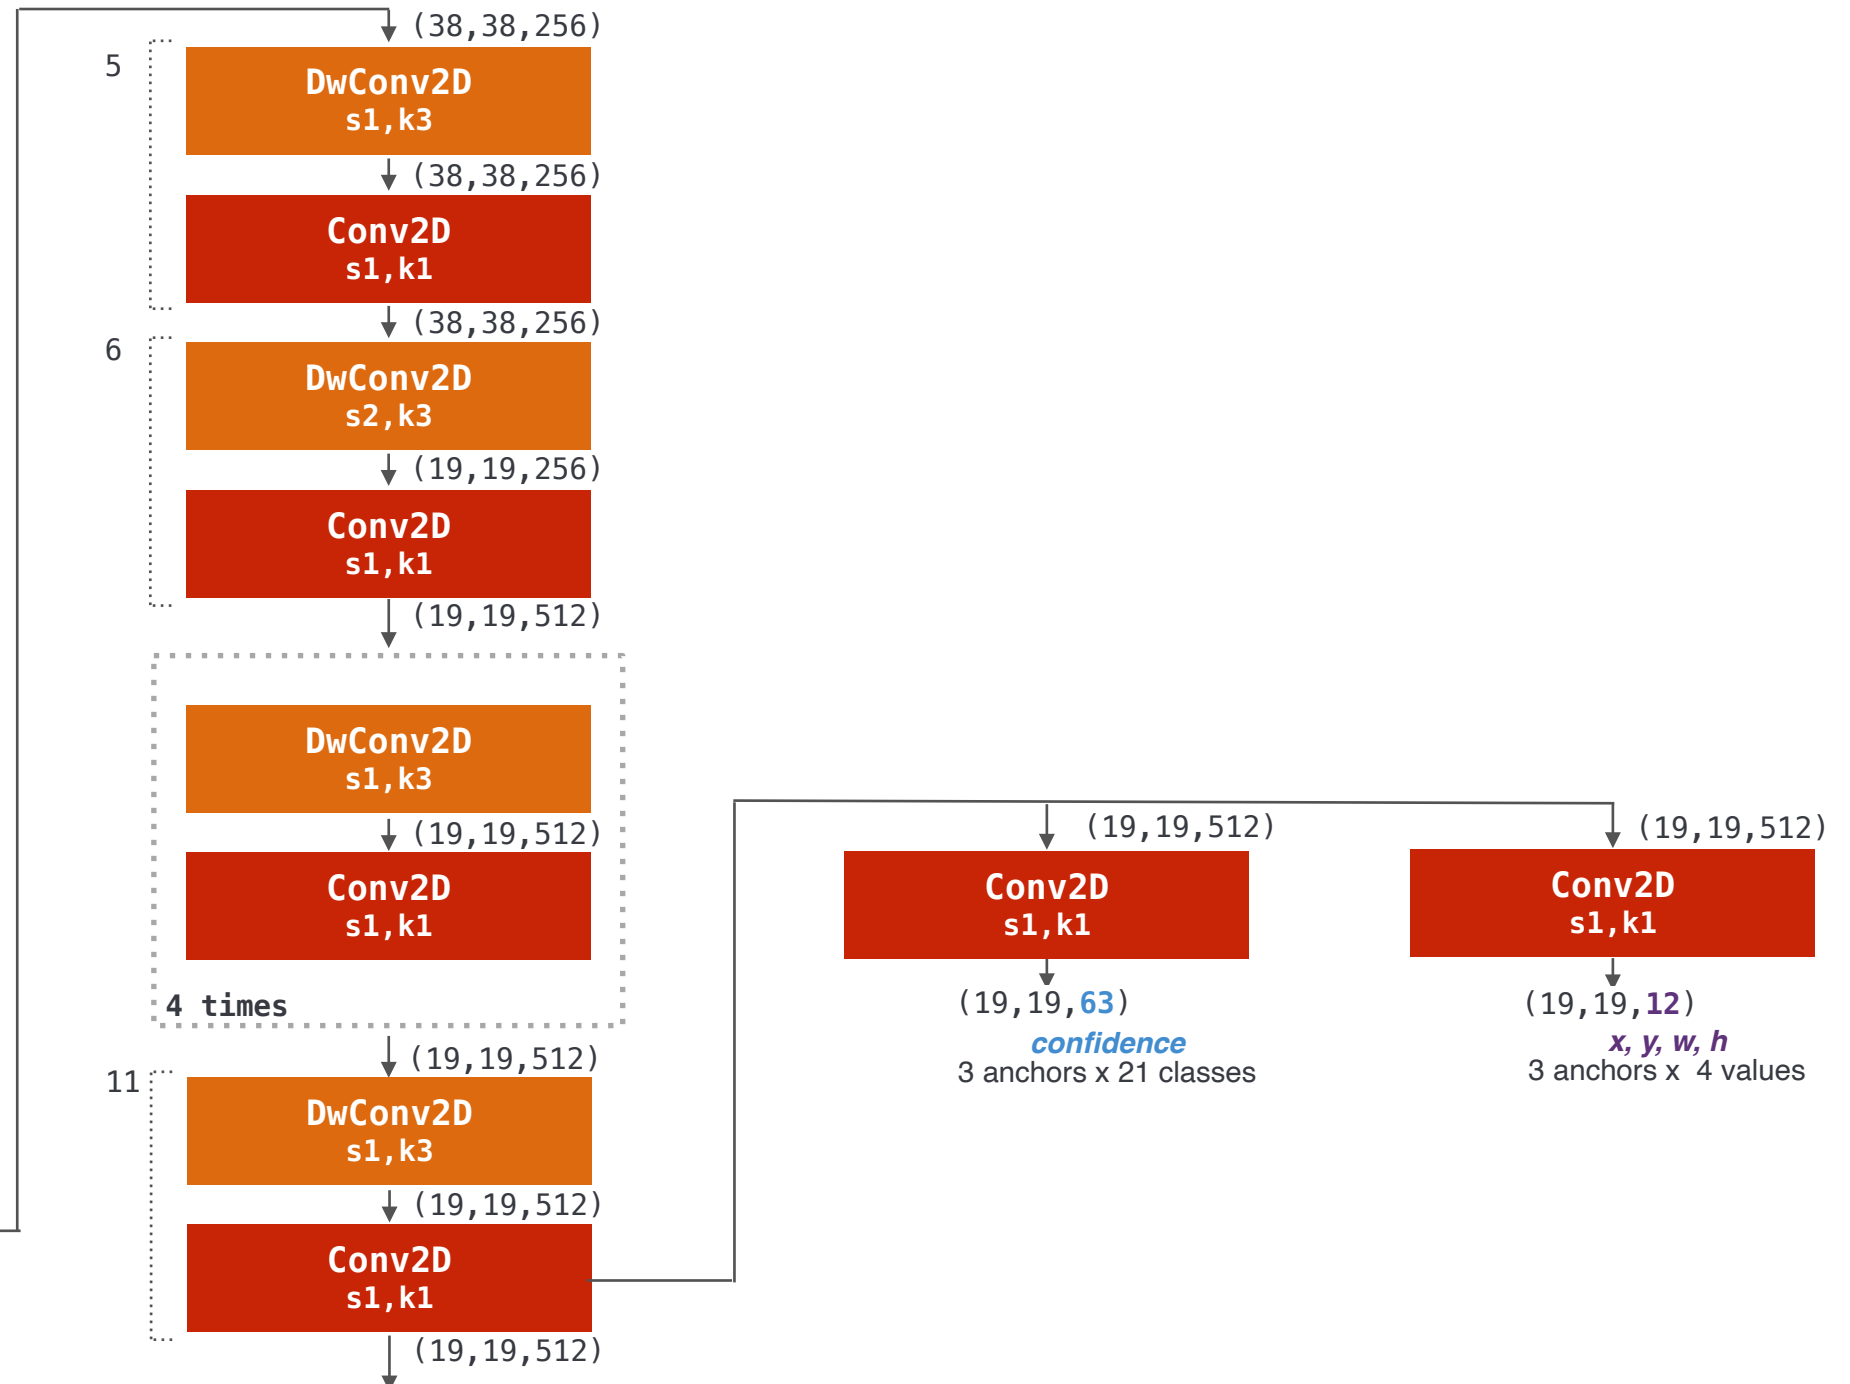 (38,38,256)
5
DwConv2D
s1,k3
(38,38,256)
Conv2D
s1,k1
(38,38,256)
6
DwConv2D
s2,k3
(19,19,256)
Conv2D
s1,k1
(19,19,512)
DwConv2D
s1,k3
(19,19,512)
Conv2D
s1,k1
4 times
(19,19,512)
11
DwConv2D
s1,k3
(19,19,512)
Conv2D
s1,k1
(19,19,512)
(19,19,512)
Conv2D
s1,k1
(19,19,63)
confidence
3 anchors x 21 classes
(19,19,512)
Conv2D
s1,k1
(19,19,12)
x, y, w, h
3 anchors x 4 values